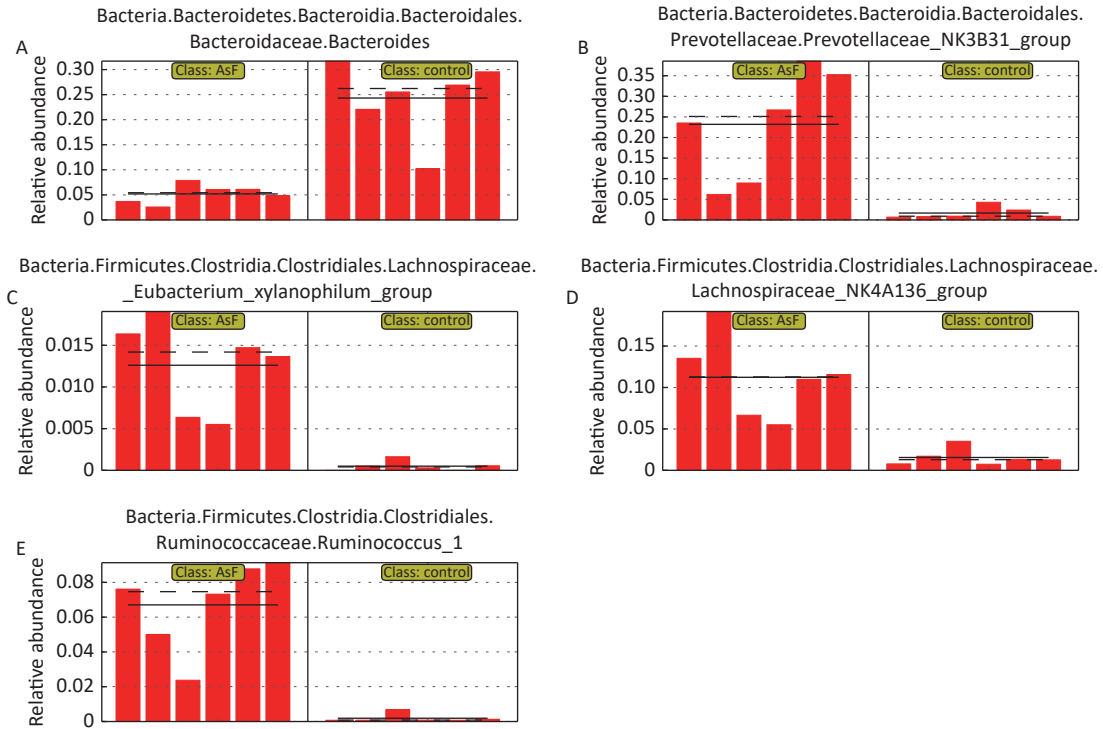 Bacteria.Bacteroidetes.Bacteroidia.Bacteroidales.
Bacteroidaceae.Bacteroides
A
Class: AsF
Class: control
Relative abundance
0.30
0.25
0.20
0.15
0.10
0.05
0
Bacteria.Bacteroidetes.Bacteroidia.Bacteroidales.
Prevotellaceae.Prevotellaceae_NK3B31_group
B
Class: AsF
Class: control
Relative abundance
0.35
0.30
0.25
0.20
0.15
0.10
0.05
0
Bacteria.Firmicutes.Clostridia.Clostridiales.Lachnospiraceae.
_Eubacterium_xylanophilum_group
C
Class: AsF
Class: control
Relative abundance
0.015
0.010
0.005
0
Bacteria.Firmicutes.Clostridia.Clostridiales.Lachnospiraceae.
Lachnospiraceae_NK4A136_group
D
Class: AsF
Class: control
Relative abundance
0.15
0.10
0.05
0
Bacteria.Firmicutes.Clostridia.Clostridiales.
Ruminococcaceae.Ruminococcus_1
E
Class: AsF
Class: control
Relative abundance
0.08
0.06
0.04
0.02
0